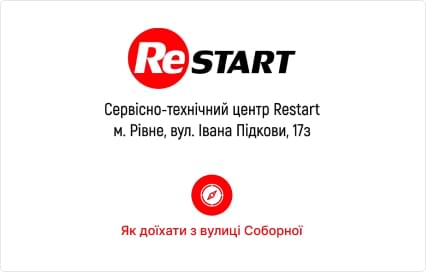 ReSTART
Сервісно-технічний центр Restart
м. Рівне, вул. Івана Підкови, 17з
Як доїхати з вулиці Соборної